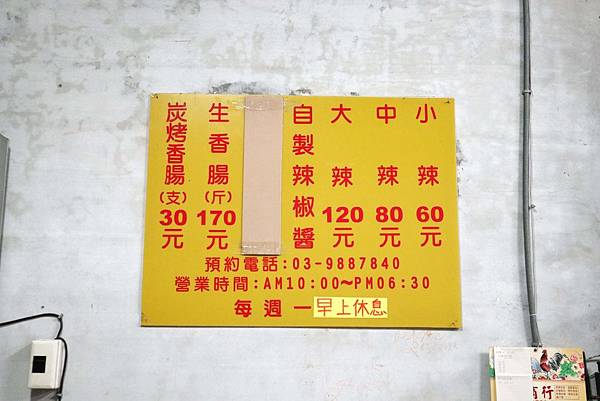 小辣60元
中辣80元
大辣120元
自製辣椒醬
生香腸(斤)170元
炭烤香腸(支)30元
預約電話:03-9887840
營業時間:AM10:00~PM06:30
每週一早上休息
行